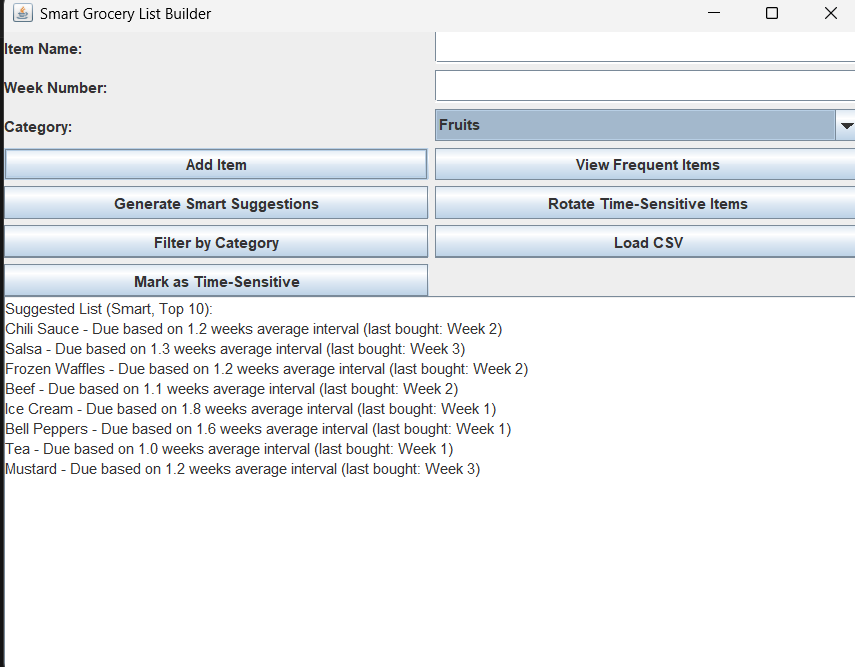 Smart Grocery List Builder
Item Name:
Week Number:
Category:
Fruits
Add Item
View Frequent Items
Generate Smart Suggestions
Rotate Time-Sensitive Items
Filter by Category
Load CSV
Mark as Time-Sensitive
Suggested List (Smart, Top 10):
Chili Sauce - Due based on 1.2 weeks average interval (last bought: Week 2)
Salsa - Due based on 1.3 weeks average interval (last bought: Week 3)
Frozen Waffles - Due based on 1.2 weeks average interval (last bought: Week 2)
Beef - Due based on 1.1 weeks average interval (last bought: Week 2)
Ice Cream - Due based on 1.8 weeks average interval (last bought: Week 1)
Bell Peppers - Due based on 1.6 weeks average interval (last bought: Week 1)
Tea - Due based on 1.0 weeks average interval (last bought: Week 1)
Mustard - Due based on 1.2 weeks average interval (last bought: Week 3)